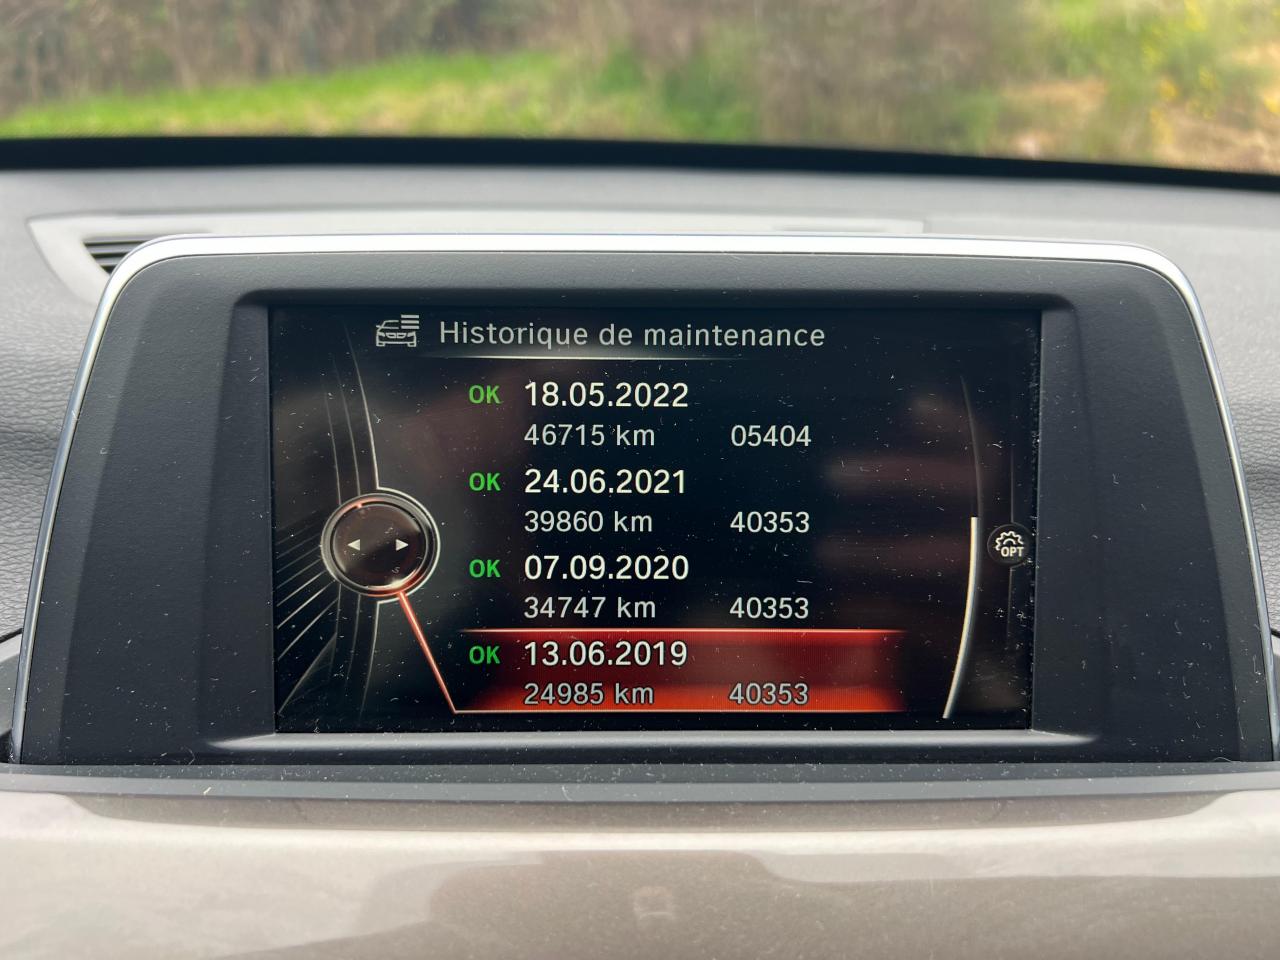 Historique de maintenance
OK 18.05.2022
46715 km 05404
OK 24.06.2021
39860 km 40353
OK 07.09.2020
34747 km 40353
OPT
OK 13.06.2019
24985 km 40353